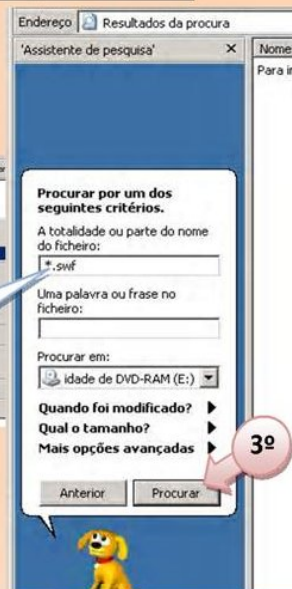 Endereço Resultados da procura
'Assistente de pesquisa' × Nome
Procurar por um dos
seguintes critérios.
A totalidade ou parte do nome
do ficheiro:
*.swf
Uma palavra ou frase no
ficheiro:
Procurar em:
idade de DVD-RAM (E:)
Quando foi modificado?
Qual o tamanho?
Mais opções avançadas
3º
Anterior Procurar